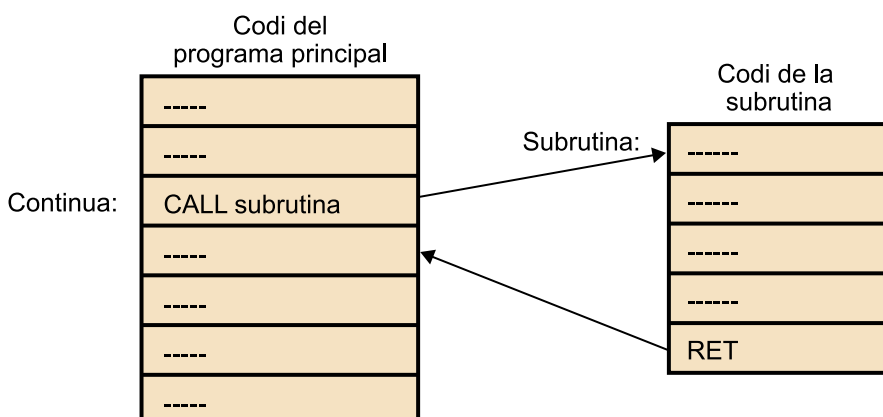 Codi del
programa principal
-----
-----
Continua:
CALL subrutina
-----
-----
-----
-----
Codi de la
subrutina
Subrutina:
------
------
------
------
RET